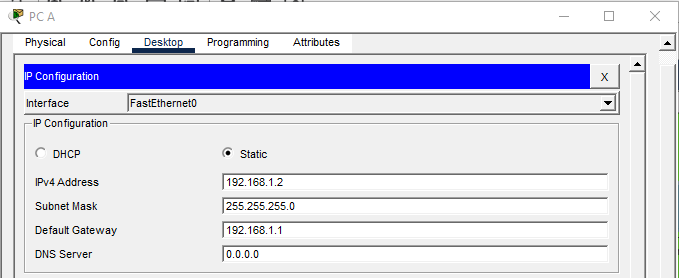 PC A
Physical Config Desktop Programming Attributes
IP Configuration X
Interface FastEthernet0
IP Configuration
DHCP Static
IPv4 Address 192.168.1.2
Subnet Mask 255.255.255.0
Default Gateway 192.168.1.1
DNS Server 0.0.0.0